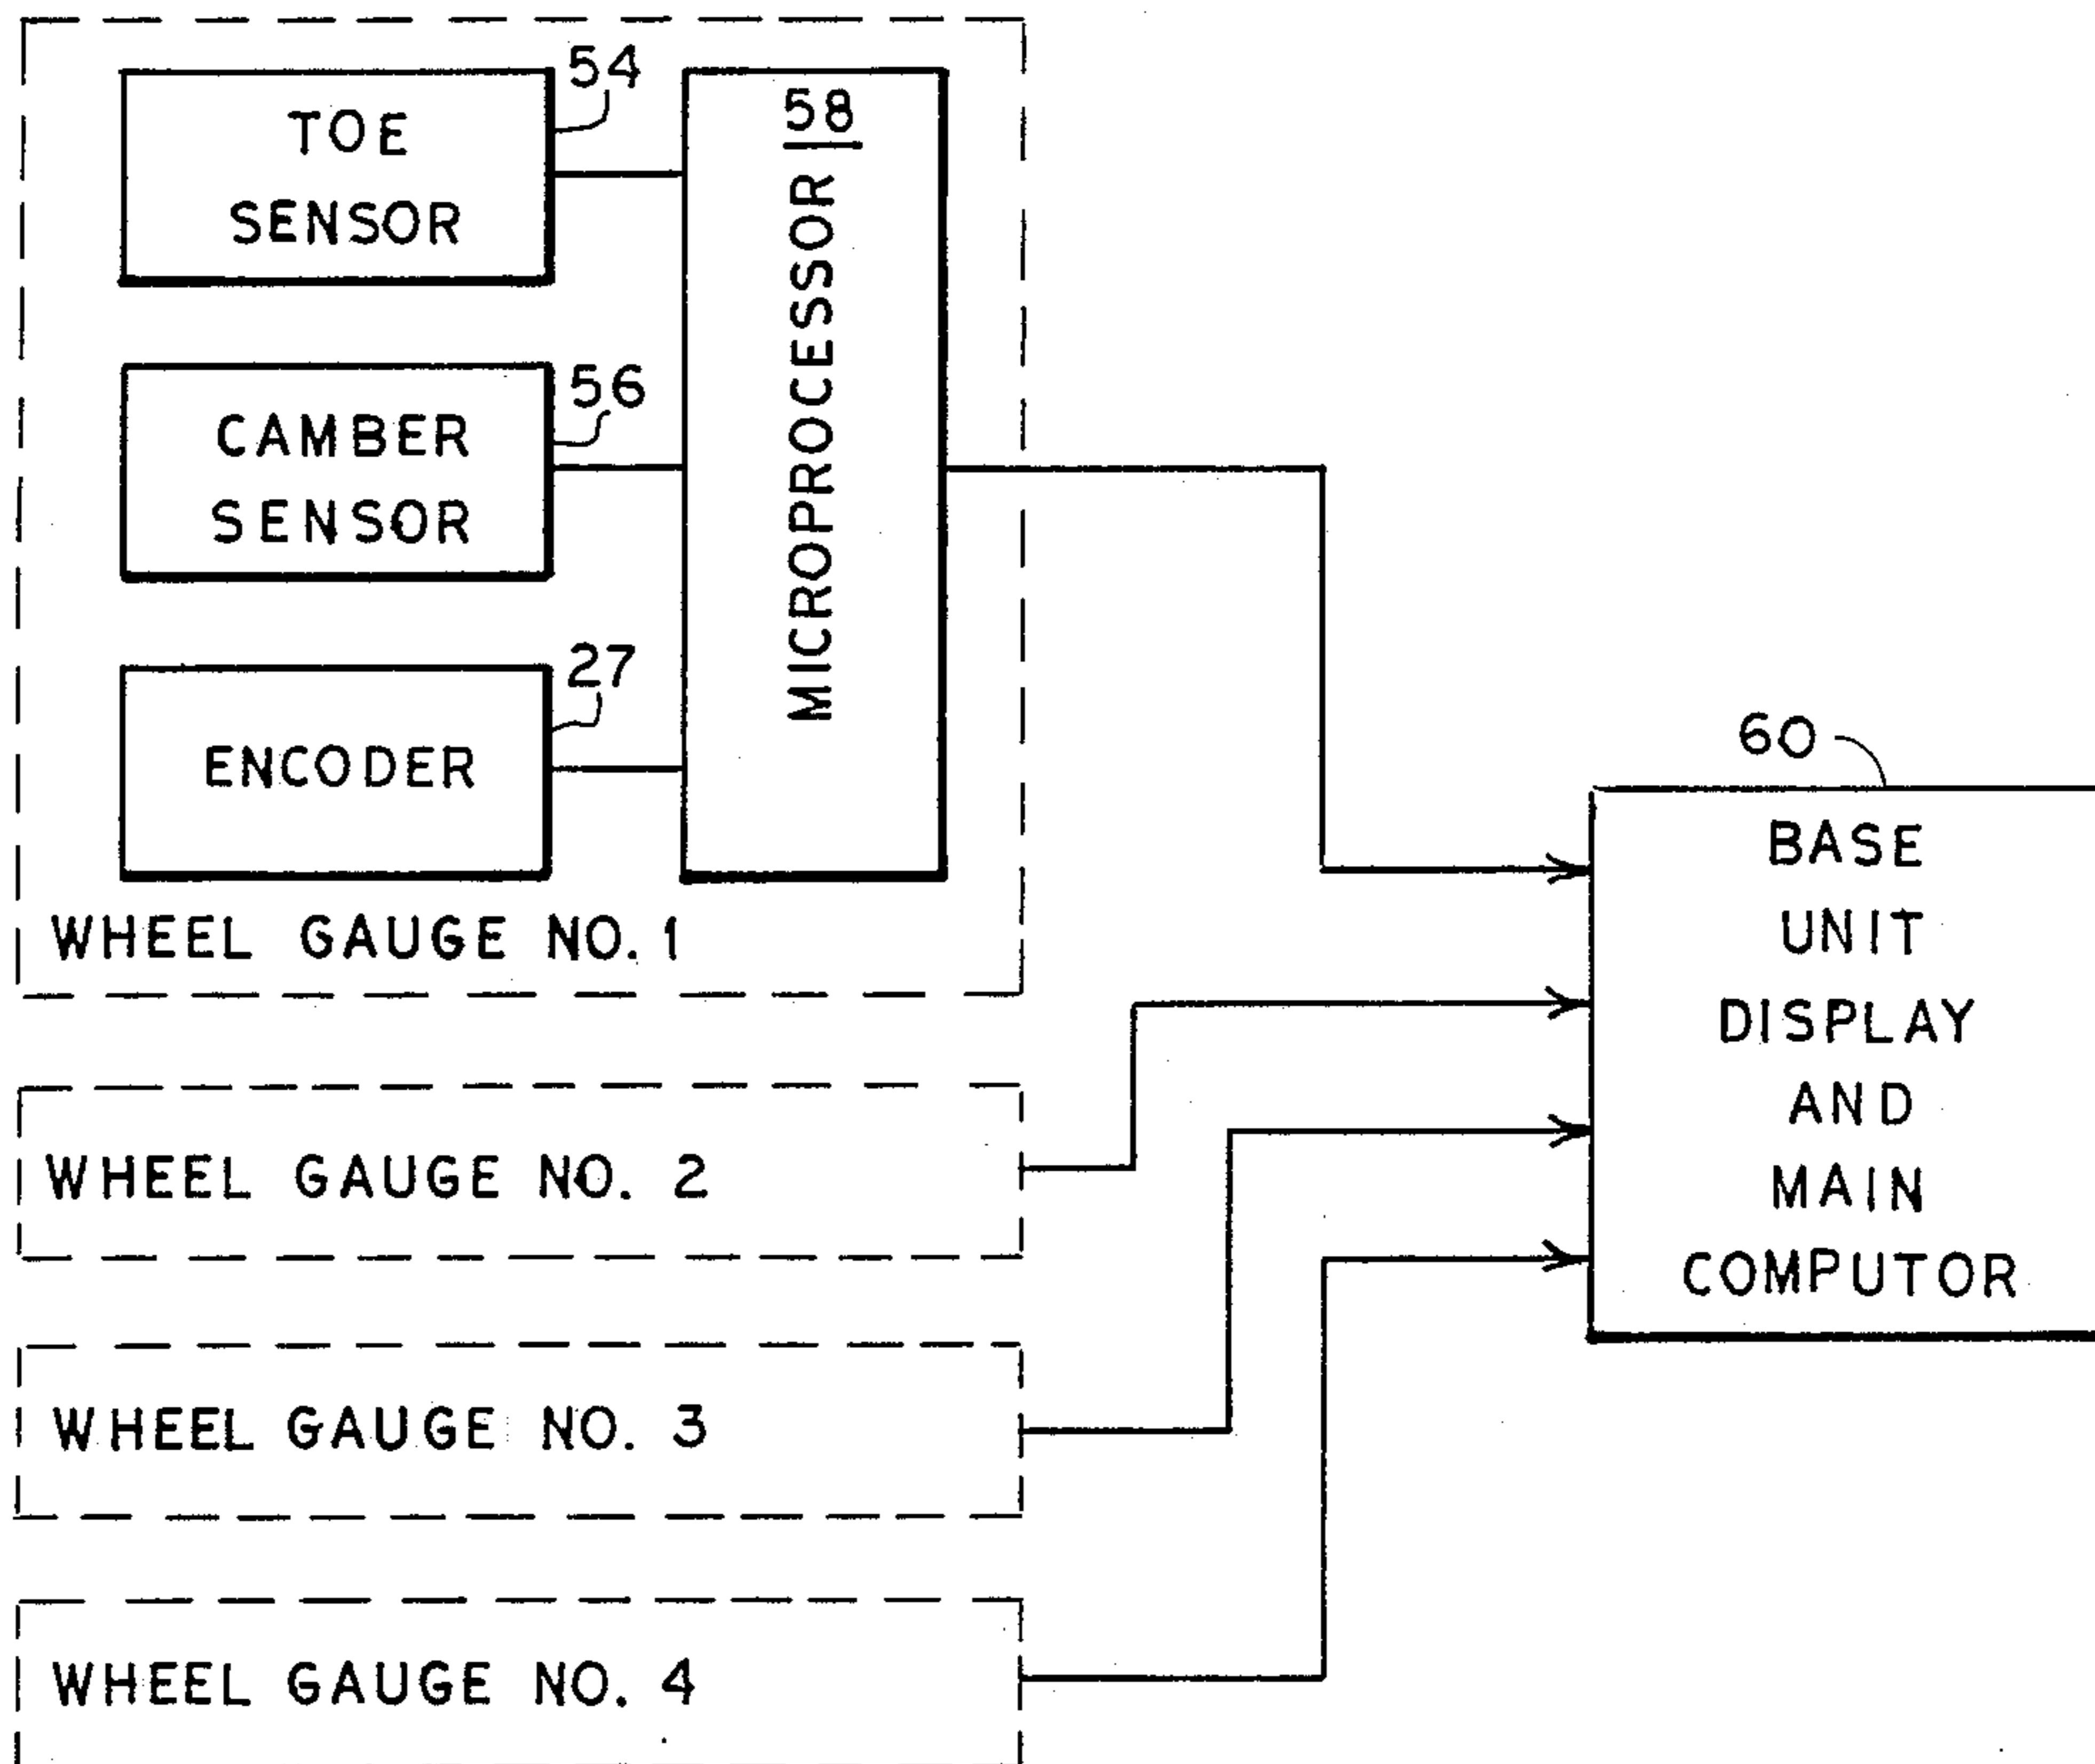 54
TOE
SENSOR
58
MICROPROCESSOR
56
CAMBER
SENSOR
27
ENCODER
WHEEL GAUGE NO. 1
60
BASE
UNIT
DISPLAY
AND
MAIN
COMPUTOR
WHEEL GAUGE NO. 2
WHEEL GAUGE NO. 3
WHEEL GAUGE NO. 4